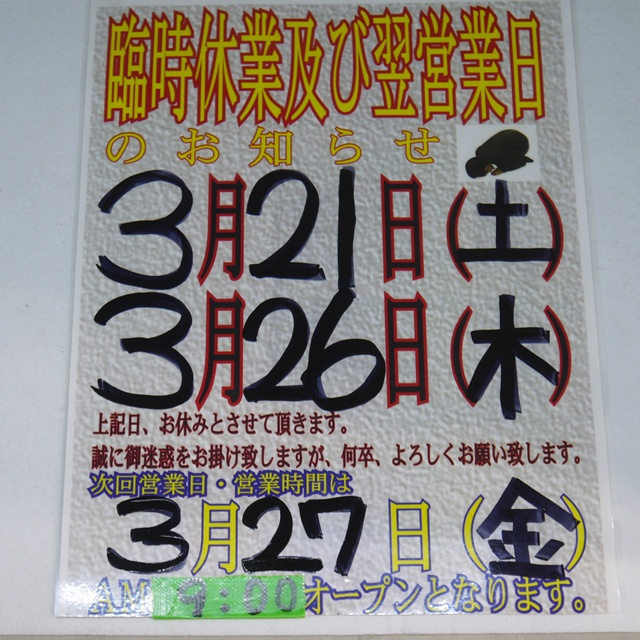 臨時休業及び翌営業日
のお知らせ
3月21日(土)
3月26日(木)
上記日、お休みとさせて頂きます。
誠に御迷惑をお掛け致しますが、何卒、よろしくお願い致します。
次回営業日・営業時間は
3月27日(金)
AM 9:00 オープンとなります。